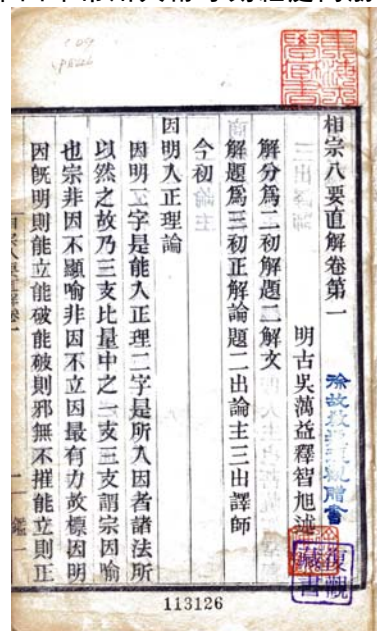 相宗八要直解卷第一
明古吳蕅益釋智旭述
解分爲二初解題二解文
解題爲三初正解論題二出論主三出譯師
今初
因明入正理論
因明二字是能入正理二字是所入因者諸法所
以然之故乃三支比量中之一支三支謂宗因喻
也宗非因不顯喻非因不立因最有力故標因明
因既明則能立能破能破則邪無不摧能立則正
113126